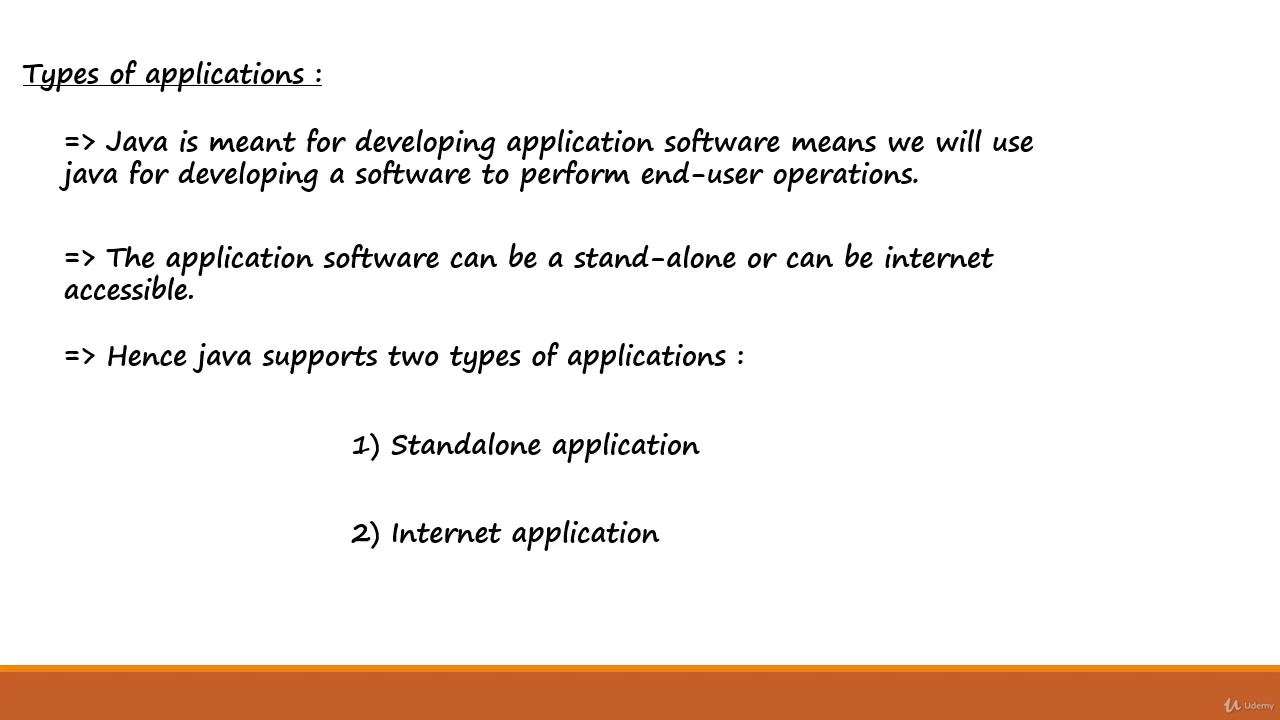 Types of applications :
=> Java is meant for developing application software means we will use
java for developing a software to perform end-user operations.
=> The application software can be a stand-alone or can be internet
accessible.
=> Hence java supports two types of applications :
1) Standalone application
2) Internet application
Udemy